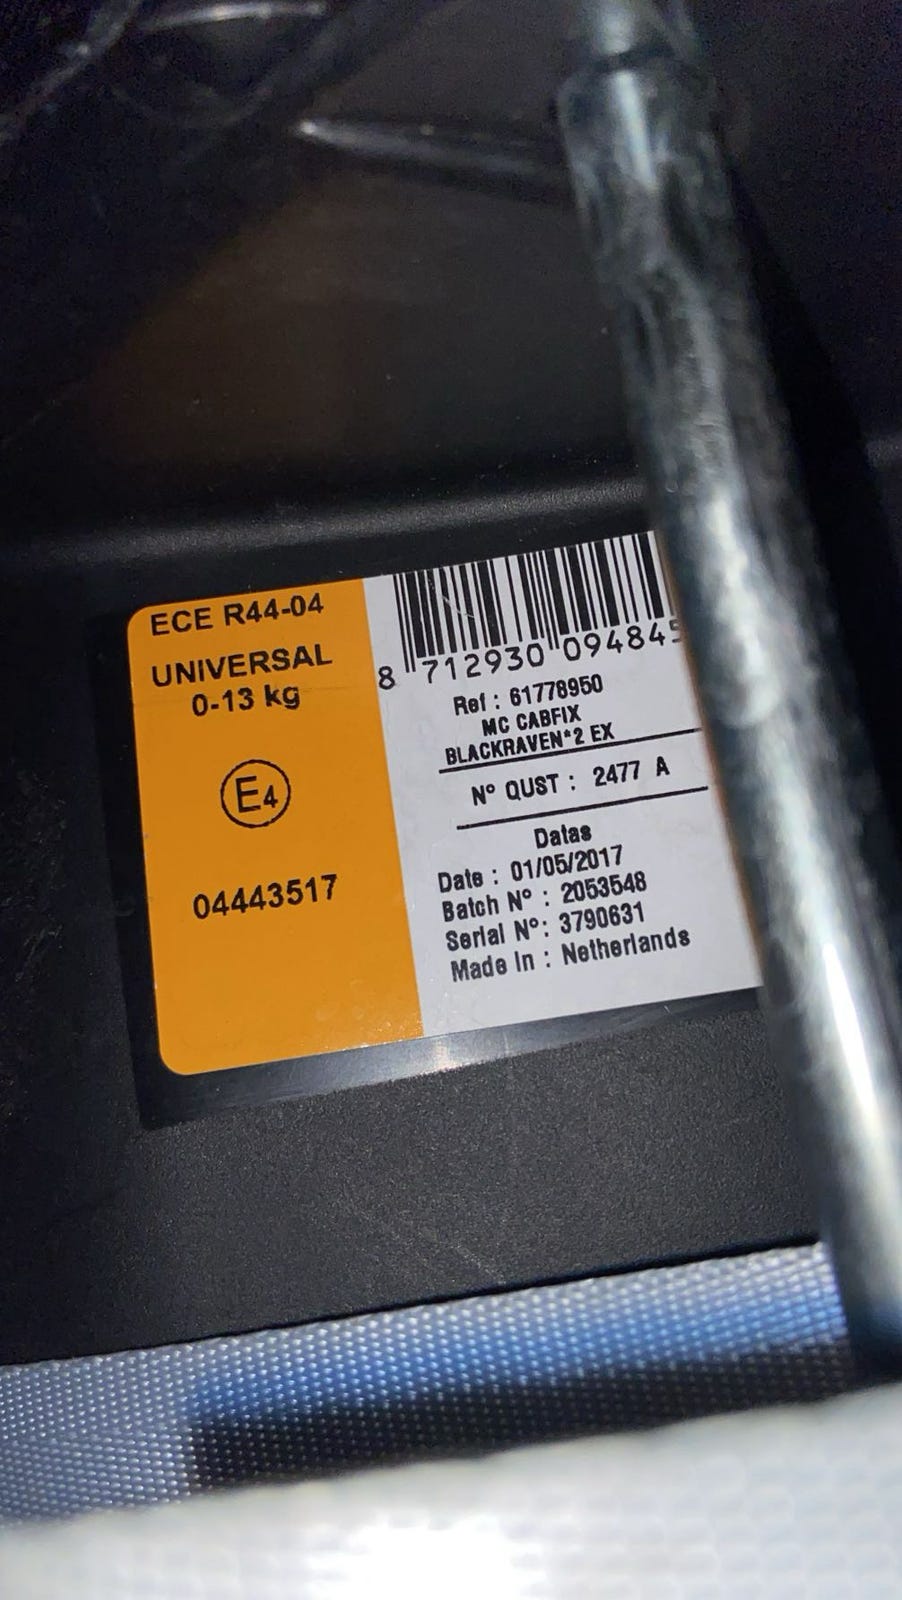 ECE R44-04
UNIVERSAL
0-13 kg
E4
04443517
8 712930 094845
Ref : 61778950
MC CABFIX
BLACKRAVEN*2 EX
N° QUST : 2477 A
Datas
Date : 01/05/2017
Batch N° : 2053548
Serial N°: 3790631
Made In : Netherlands